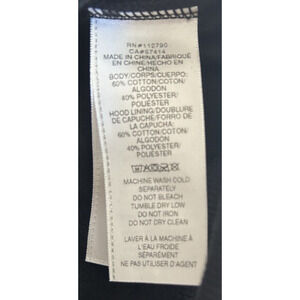 RN#112790
CA#57414
MADE IN CHINA/FABRIQUÉ
EN CHINE/HECHO EN
CHINA
BODY/CORPS/CUERPO:
60% COTTON/COTON/
ALGODÓN
40% POLYESTER/
POLIÉSTER
HOOD LINING/DOUBLURE
DE CAPUCHE/FORRO DE
LA CAPUCHA:
60% COTTON/COTON/
ALGODÓN
40% POLYESTER/
POLIÉSTER
MACHINE WASH COLD
SEPARATELY
DO NOT BLEACH
TUMBLE DRY LOW
DO NOT IRON
DO NOT DRY CLEAN
LAVER À LA MACHINE À
L'EAU FROIDE
SÉPARÉMENT
NE PAS UTILISER D'AGENT